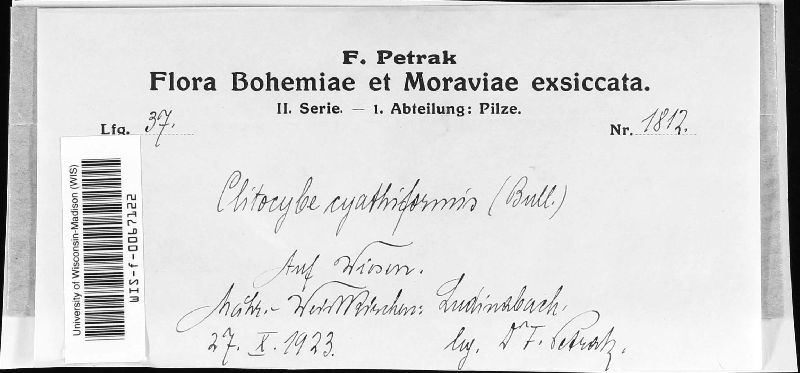 F. Petrak
Flora Bohemiae et Moraviae exsiccata.
II. Serie. — 1. Abteilung: Pilze.
Lfg. 37. Nr. 1812.
Clitocybe cyathiformis (Bull.)
Auf Wiesen.
Mähr.-Weisskirchen: Ludinabach.
27. X. 1923. leg. Dr F. Petrak.
University of Wisconsin-Madison (WIS)
WIS-f-0067122